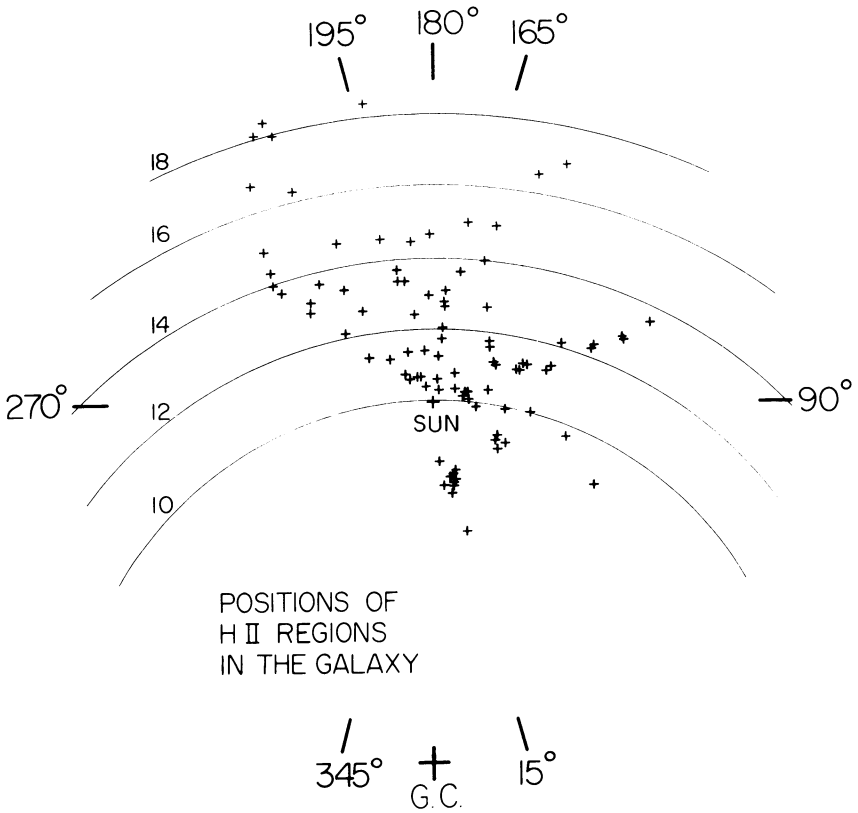 195° 180° 165°
18
16
14
270° 90°
12
SUN
10
POSITIONS OF
H II REGIONS
IN THE GALAXY
345° 15°
G.C.